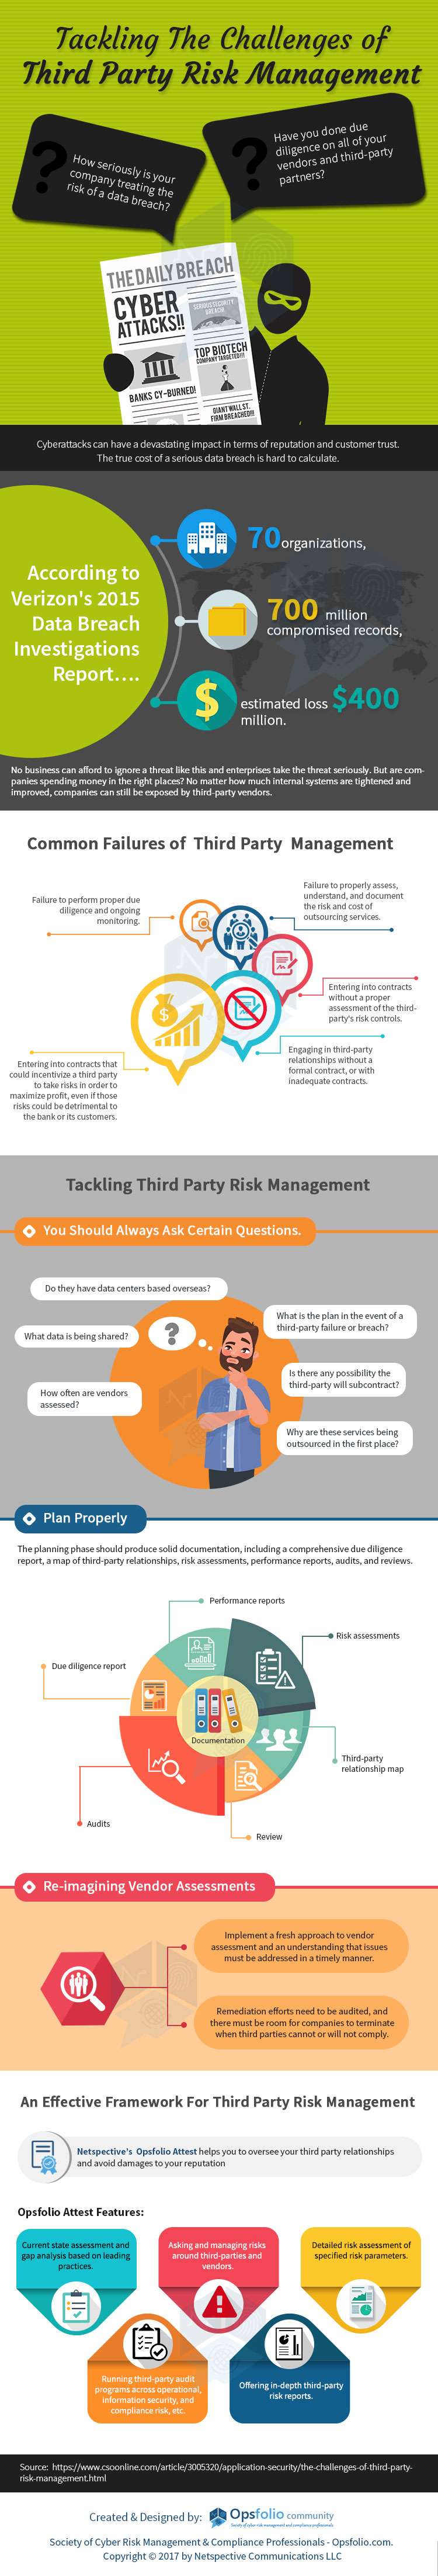 Tackling The Challenges of
Third Party Risk Management
How seriously is your
company treating the
risk of a data breach?
Have you done due
diligence on all of your
vendors and third-party
partners?
THE DAILY BREACH
CYBER
ATTACKS!!
SERIOUS SECURITY
BREACH
TOP BIOTECH
COMPANY TARGETED!!!
BANKS CY-BURNED!
GIANT WALL ST.
FIRM BREACHED!!!
Cyberattacks can have a devastating impact in terms of reputation and customer trust.
The true cost of a serious data breach is hard to calculate.
According to
Verizon's 2015
Data Breach
Investigations
Report....
70 organizations,
700 million
compromised records,
estimated loss $400
million.
No business can afford to ignore a threat like this and enterprises take the threat seriously. But are com-
panies spending money in the right places? No matter how much internal systems are tightened and
improved, companies can still be exposed by third-party vendors.
Common Failures of Third Party Management
Failure to perform proper due
diligence and ongoing
monitoring.
Failure to properly assess,
understand, and document
the risk and cost of
outsourcing services.
Entering into contracts
without a proper
assessment of the third-
party's risk controls.
Engaging in third-party
relationships without a
formal contract, or with
inadequate contracts.
Entering into contracts that
could incentivize a third party
to take risks in order to
maximize profit, even if those
risks could be detrimental to
the bank or its customers.
Tackling Third Party Risk Management
You Should Always Ask Certain Questions.
Do they have data centers based overseas?
What data is being shared?
How often are vendors
assessed?
What is the plan in the event of a
third-party failure or breach?
Is there any possibility the
third-party will subcontract?
Why are these services being
outsourced in the first place?
Plan Properly
The planning phase should produce solid documentation, including a comprehensive due diligence
report, a map of third-party relationships, risk assessments, performance reports, audits, and reviews.
Performance reports
Risk assessments
Due diligence report
Documentation
Third-party
relationship map
Audits
Review
Re-imagining Vendor Assessments
Implement a fresh approach to vendor
assessment and an understanding that issues
must be addressed in a timely manner.
Remediation efforts need to be audited, and
there must be room for companies to terminate
when third parties cannot or will not comply.
An Effective Framework For Third Party Risk Management
Netspective's Opsfolio Attest helps you to oversee your third party relationships
and avoid damages to your reputation
Opsfolio Attest Features:
Current state assessment and
gap analysis based on leading
practices.
Asking and managing risks
around third-parties and
vendors.
Detailed risk assessment of
specified risk parameters.
Running third-party audit
programs across operational,
information security, and
compliance risk, etc.
Offering in-depth third-party
risk reports.
Source: https://www.csoonline.com/article/3005320/application-security/the-challenges-of-third-party-
risk-management.html
Created & Designed by: Opsfolio community
Society of cyber risk management and compliance professionals
Society of Cyber Risk Management & Compliance Professionals - Opsfolio.com.
Copyright © 2017 by Netspective Communications LLC